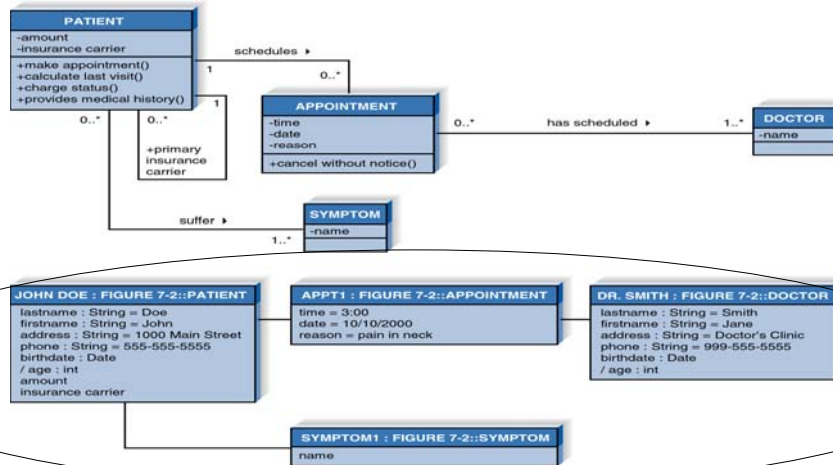 PATIENT
-amount
-insurance carrier
+make appointment()
+calculate last visit()
+charge status()
+provides medical history()
schedules
1
0..*
1
0..*
0..*
+primary
insurance
carrier
APPOINTMENT
-time
-date
-reason
+cancel without notice()
0..*
has scheduled
1..*
DOCTOR
-name
suffer
1..*
SYMPTOM
-name
JOHN DOE : FIGURE 7-2::PATIENT
lastname : String = Doe
firstname : String = John
address : String = 1000 Main Street
phone : String = 555-555-5555
birthdate : Date
/ age : int
amount
insurance carrier
APPT1 : FIGURE 7-2::APPOINTMENT
time = 3:00
date = 10/10/2000
reason = pain in neck
DR. SMITH : FIGURE 7-2::DOCTOR
lastname : String = Smith
firstname : String = Jane
address : String = Doctor's Clinic
phone : String = 999-555-5555
birthdate : Date
/ age : int
SYMPTOM1 : FIGURE 7-2::SYMPTOM
name